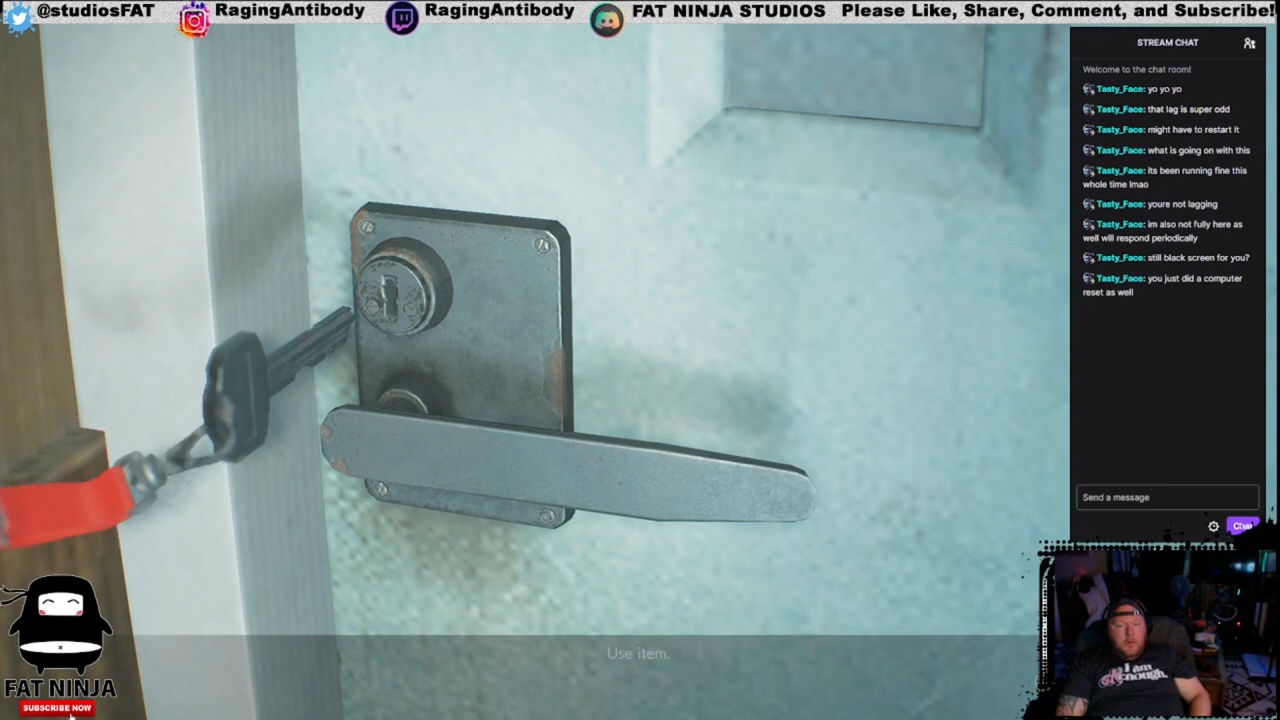 @studiosFAT RagingAntibody RagingAntibody FAT NINJA STUDIOS Please Like, Share, Comment, and Subscribe!
STREAM CHAT
Welcome to the chat room!
Tasty_Face: yo yo yo
Tasty_Face: that lag is super odd
Tasty_Face: might have to restart it
Tasty_Face: what is going on with this
Tasty_Face: Its been running fine this
whole time lmao
Tasty_Face: youre not lagging
Tasty_Face: im also not fully here as
well will respond periodically
Tasty_Face: still black screen for you?
Tasty_Face: you just did a computer
reset as well
Send a message
Chat
Use item.
I am
enough.
FAT NINJA
SUBSCRIBE NOW